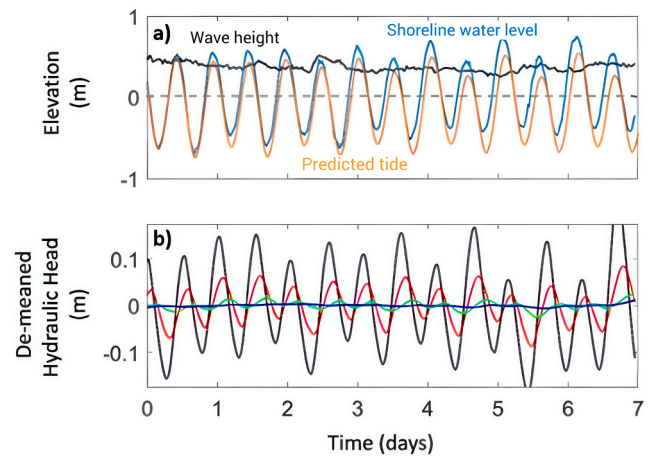 1
a)
Wave height
Shoreline water level
Elevation
(m)
0
Predicted tide
-1
b)
0.1
De-meaned
Hydraulic Head
(m)
0
-0.1
0 1 2 3 4 5 6 7
Time (days)